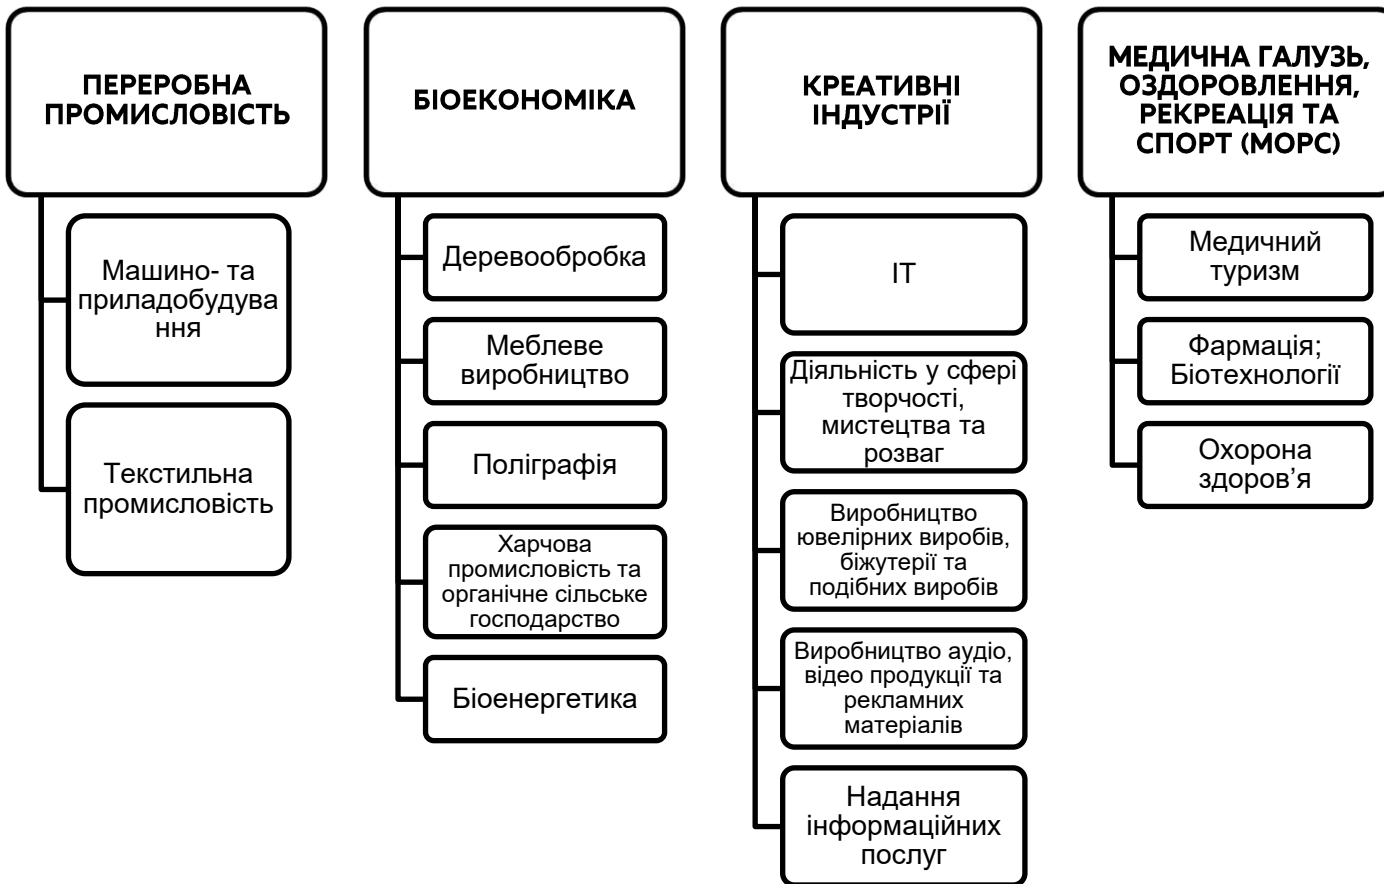 ПЕРЕРОБНА
ПРОМИСЛОВІСТЬ
Машино- та
приладобудува
ння
Текстильна
промисловість
БІОЕКОНОМІКА
Деревообробка
Меблеве
виробництво
Поліграфія
Харчова
промисловість та
органічне сільське
господарство
Біоенергетика
КРЕАТИВНІ
ІНДУСТРІЇ
ІТ
Діяльність у сфері
творчості,
мистецтва та
розваг
Виробництво
ювелірних виробів,
біжутерії та
подібних виробів
Виробництво аудіо,
відео продукції та
рекламних
матеріалів
Надання
інформаційних
послуг
МЕДИЧНА ГАЛУЗЬ,
ОЗДОРОВЛЕННЯ,
РЕКРЕАЦІЯ ТА
СПОРТ (МОРС)
Медичний
туризм
Фармація;
Біотехнології
Охорона
здоров’я